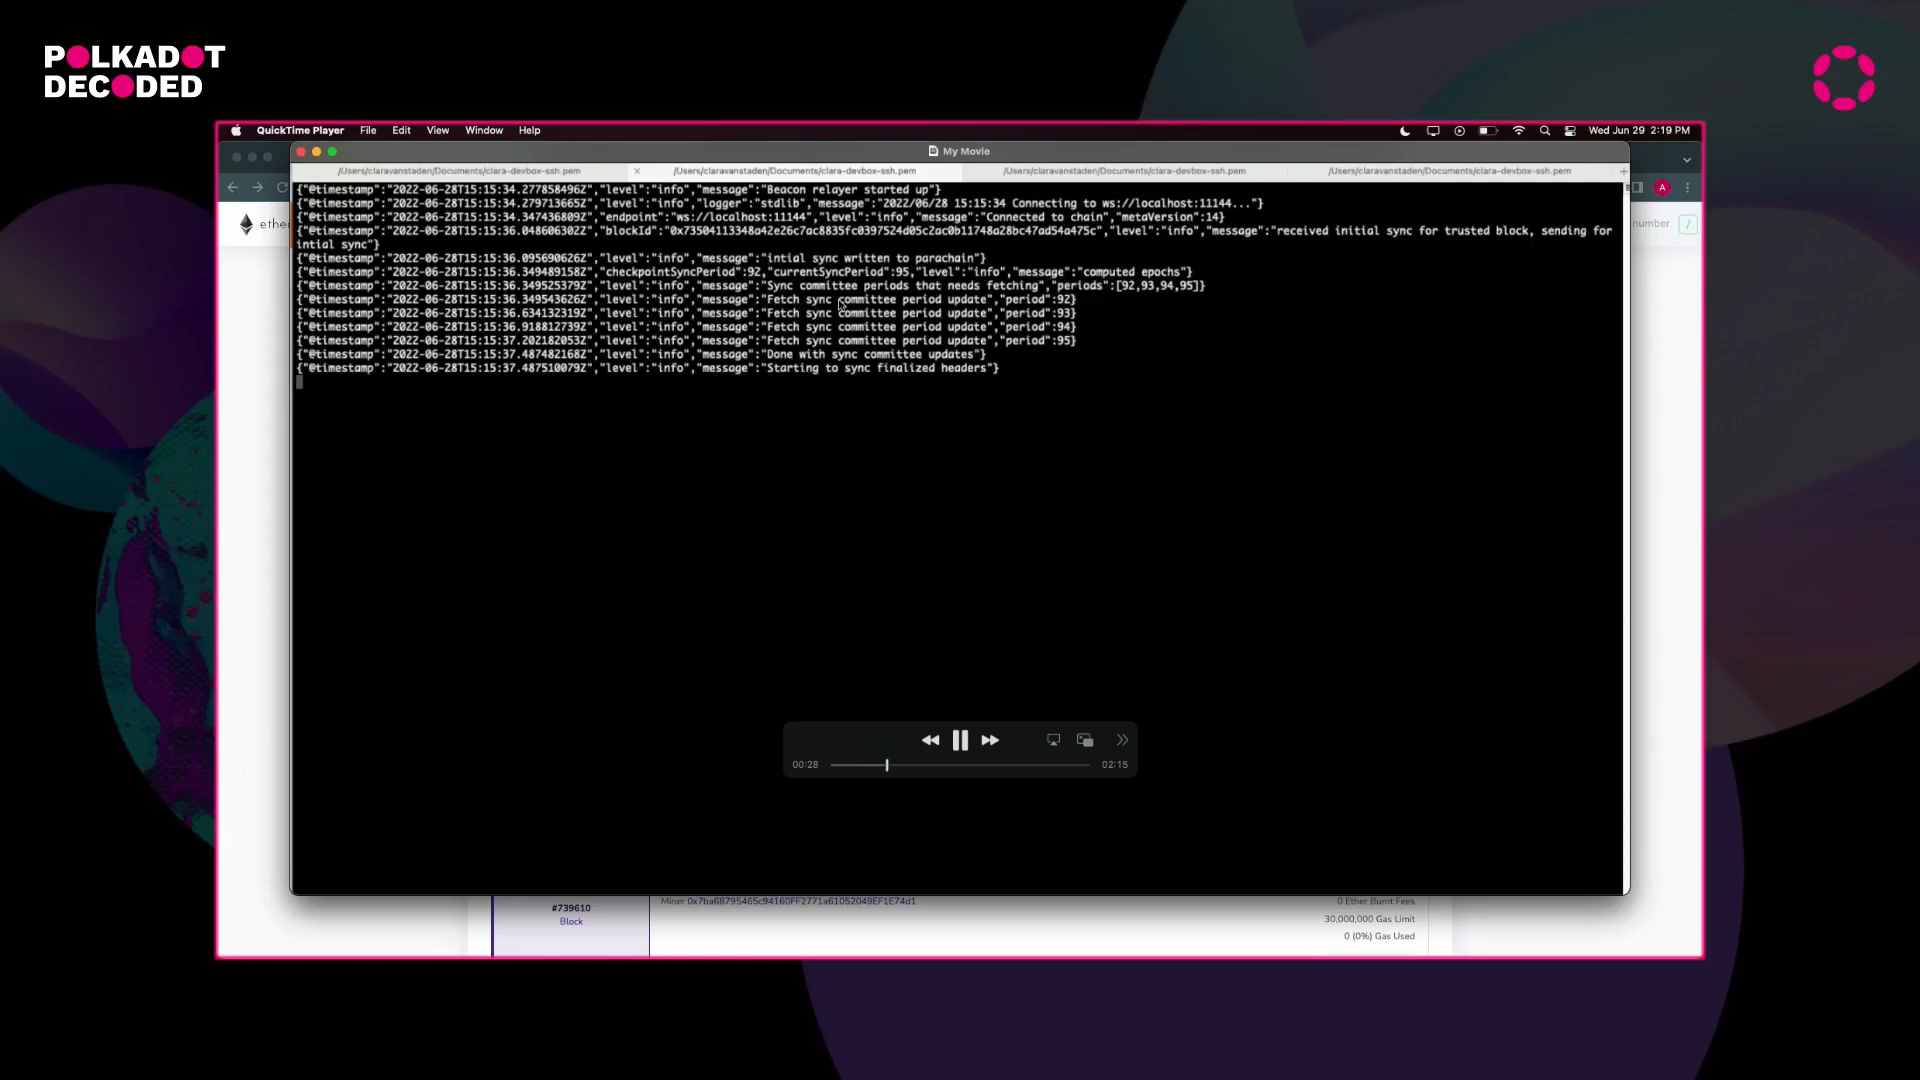 POLKADOT
DECODED
QuickTime Player File Edit View Window Help
Wed Jun 29 2:19 PM
My Movie
/Users/claravanstaden/Documents/clara-devbox-ssh.pem
/Users/claravanstaden/Documents/clara-devbox-ssh.pem
/Users/claravanstaden/Documents/clara-devbox-ssh.pem
/Users/claravanstaden/Documents/clara-devbox-ssh.pem
A
ether
number /
{"@timestamp":"2022-06-28T15:15:34.277858496Z","level":"info","message":"Beacon relayer started up"}
{"@timestamp":"2022-06-28T15:15:34.279713665Z","level":"info","logger":"stdlib","message":"2022/06/28 15:15:34 Connecting to ws://localhost:11144..."}
{"@timestamp":"2022-06-28T15:15:34.347436809Z","endpoint":"ws://localhost:11144","level":"info","message":"Connected to chain","metaVersion":14}
{"@timestamp":"2022-06-28T15:15:36.048606302Z","blockId":"0x73504113348a42e26c7ac8835fc0397524d05c2ac0b11748a28bc47ad54a475c","level":"info","message":"received initial sync for trusted block, sending for
intial sync"}
{"@timestamp":"2022-06-28T15:15:36.095690626Z","level":"info","message":"intial sync written to parachain"}
{"@timestamp":"2022-06-28T15:15:36.349489158Z","checkpointSyncPeriod":92,"currentSyncPeriod":95,"level":"info","message":"computed epochs"}
{"@timestamp":"2022-06-28T15:15:36.349525379Z","level":"info","message":"Sync committee periods that needs fetching","periods":[92,93,94,95]}
{"@timestamp":"2022-06-28T15:15:36.349543626Z","level":"info","message":"Fetch sync committee period update","period":92}
{"@timestamp":"2022-06-28T15:15:36.634132319Z","level":"info","message":"Fetch sync committee period update","period":93}
{"@timestamp":"2022-06-28T15:15:36.918812739Z","level":"info","message":"Fetch sync committee period update","period":94}
{"@timestamp":"2022-06-28T15:15:37.202182053Z","level":"info","message":"Fetch sync committee period update","period":95}
{"@timestamp":"2022-06-28T15:15:37.487482168Z","level":"info","message":"Done with sync committee updates"}
{"@timestamp":"2022-06-28T15:15:37.487510079Z","level":"info","message":"Starting to sync finalized headers"}
00:28
02:15
#739610
Block
Miner 0x7ba68795465c94160FF2771a61052049EF1E74d1
0 Ether Burnt Fees
30,000,000 Gas Limit
0 (0%) Gas Used